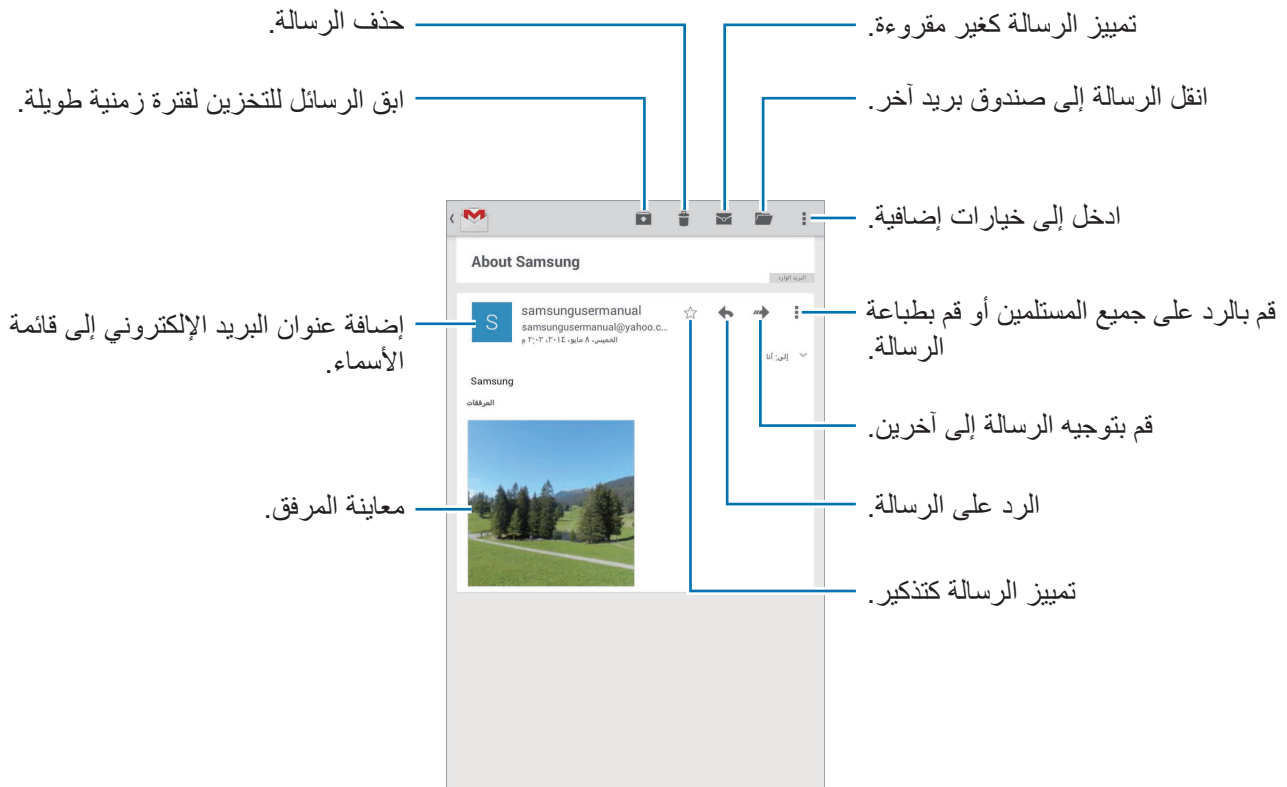 حذف الرسالة.
تمييز الرسالة كغير مقروءة.
ابق الرسائل للتخزين لفترة زمنية طويلة.
انقل الرسالة إلى صندوق بريد آخر.
ادخل إلى خيارات إضافية.
About Samsung
البريد الوارد
قم بالرد على جميع المستلمين أو قم بطباعة
الرسالة.
إضافة عنوان البريد الإلكتروني إلى قائمة
الأسماء.
S
samsungusermanual
samsungusermanual@yahoo.c...
الخميس، ٨ مايو، ٢٠١٤، ٣:٠٢ م
إلى: أنا
Samsung
المرفقات
قم بتوجيه الرسالة إلى آخرين.
معاينة المرفق.
الرد على الرسالة.
تمييز الرسالة كتذكير.